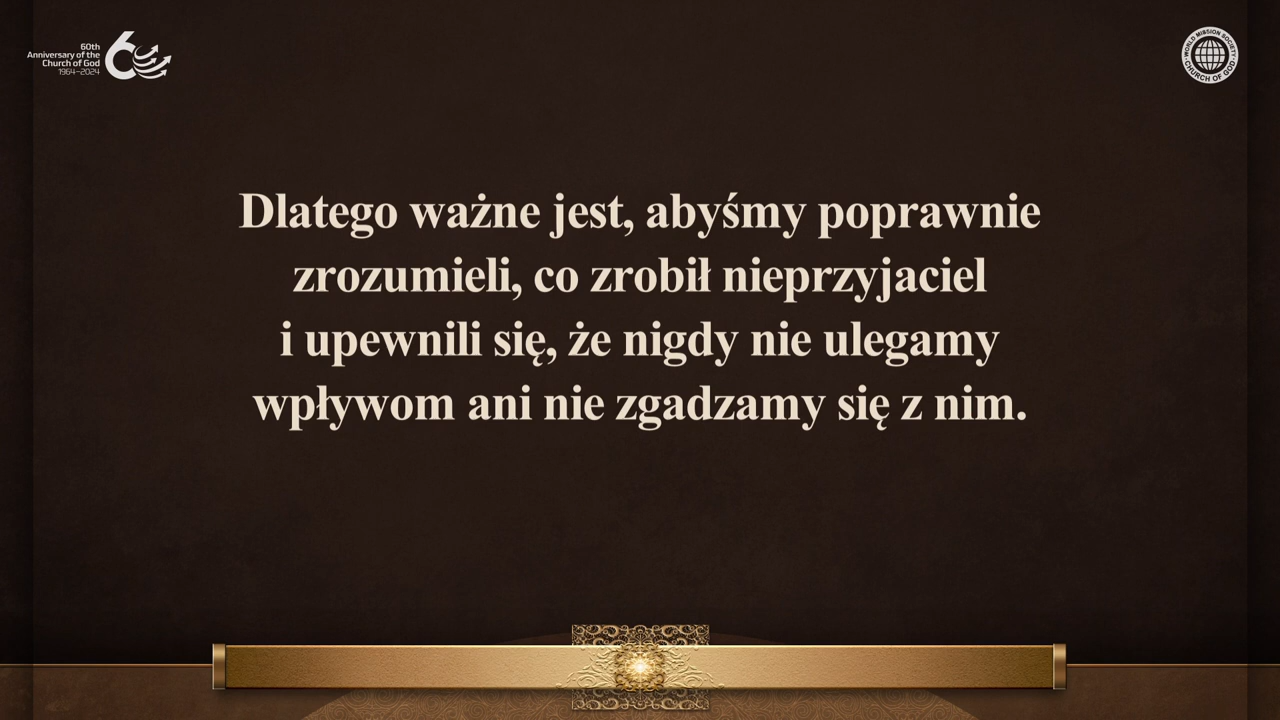 60th
Anniversary of the
Church of God
1964–2024
WORLD MISSION SOCIETY
CHURCH OF GOD
Dlatego ważne jest, abyśmy poprawnie
zrozumieli, co zrobił nieprzyjaciel
i upewnili się, że nigdy nie ulegamy
wpływom ani nie zgadzamy się z nim.